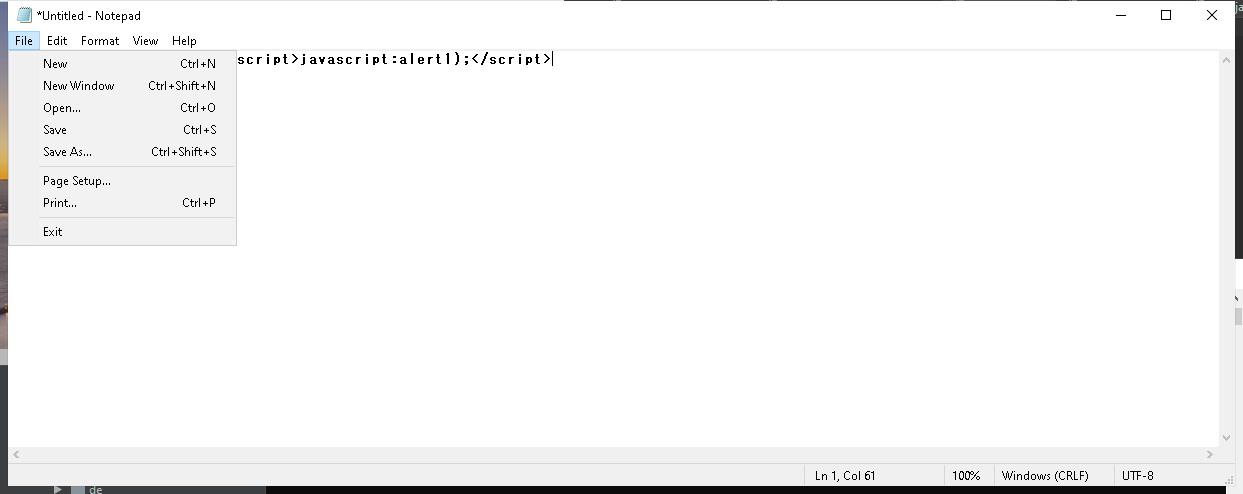 *Untitled - Notepad
File Edit Format View Help
script>javascript:alert1);</script>
New Ctrl+N
New Window Ctrl+Shift+N
Open... Ctrl+O
Save Ctrl+S
Save As... Ctrl+Shift+S
Page Setup...
Print... Ctrl+P
Exit
Ln 1, Col 61 100% Windows (CRLF) UTF-8
de